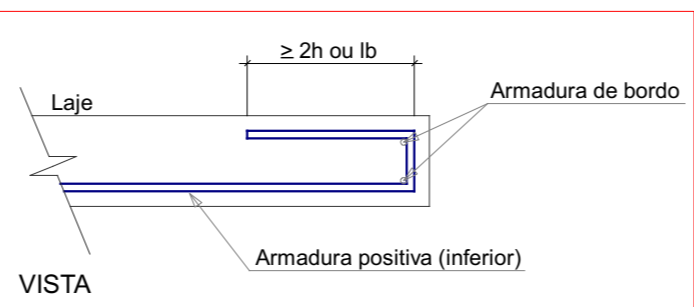 ≥ 2h ou lb
Laje
Armadura de bordo
Armadura positiva (inferior)
VISTA